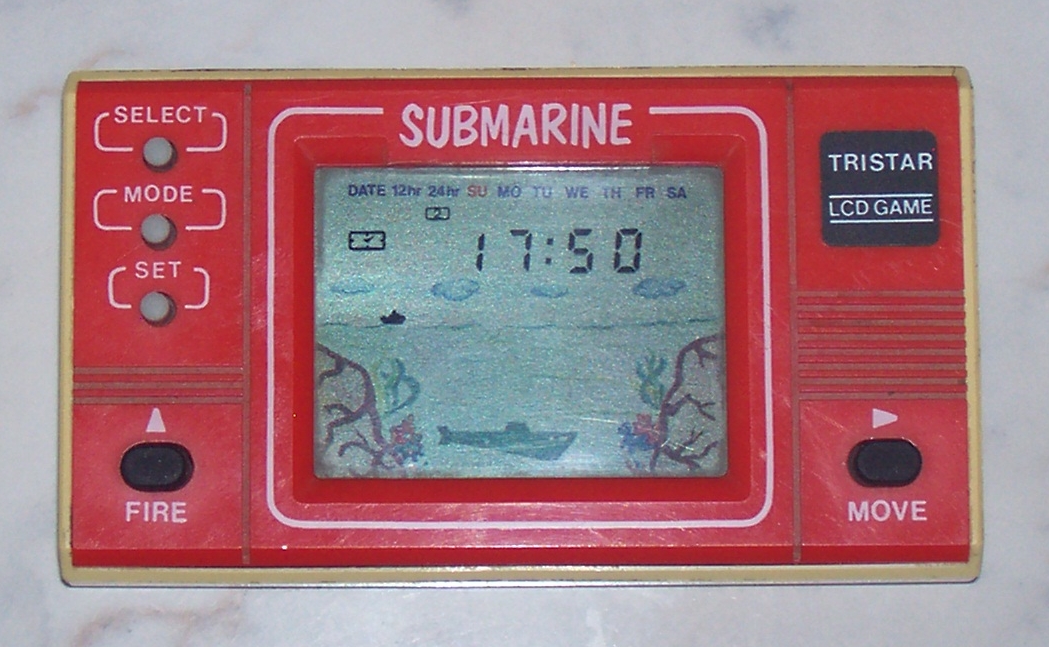 SELECT
MODE
SET
FIRE
SUBMARINE
DATE 12hr 24hr SU MO TU WE TH FR SA
2
17:50
TRISTAR
LCD GAME
MOVE